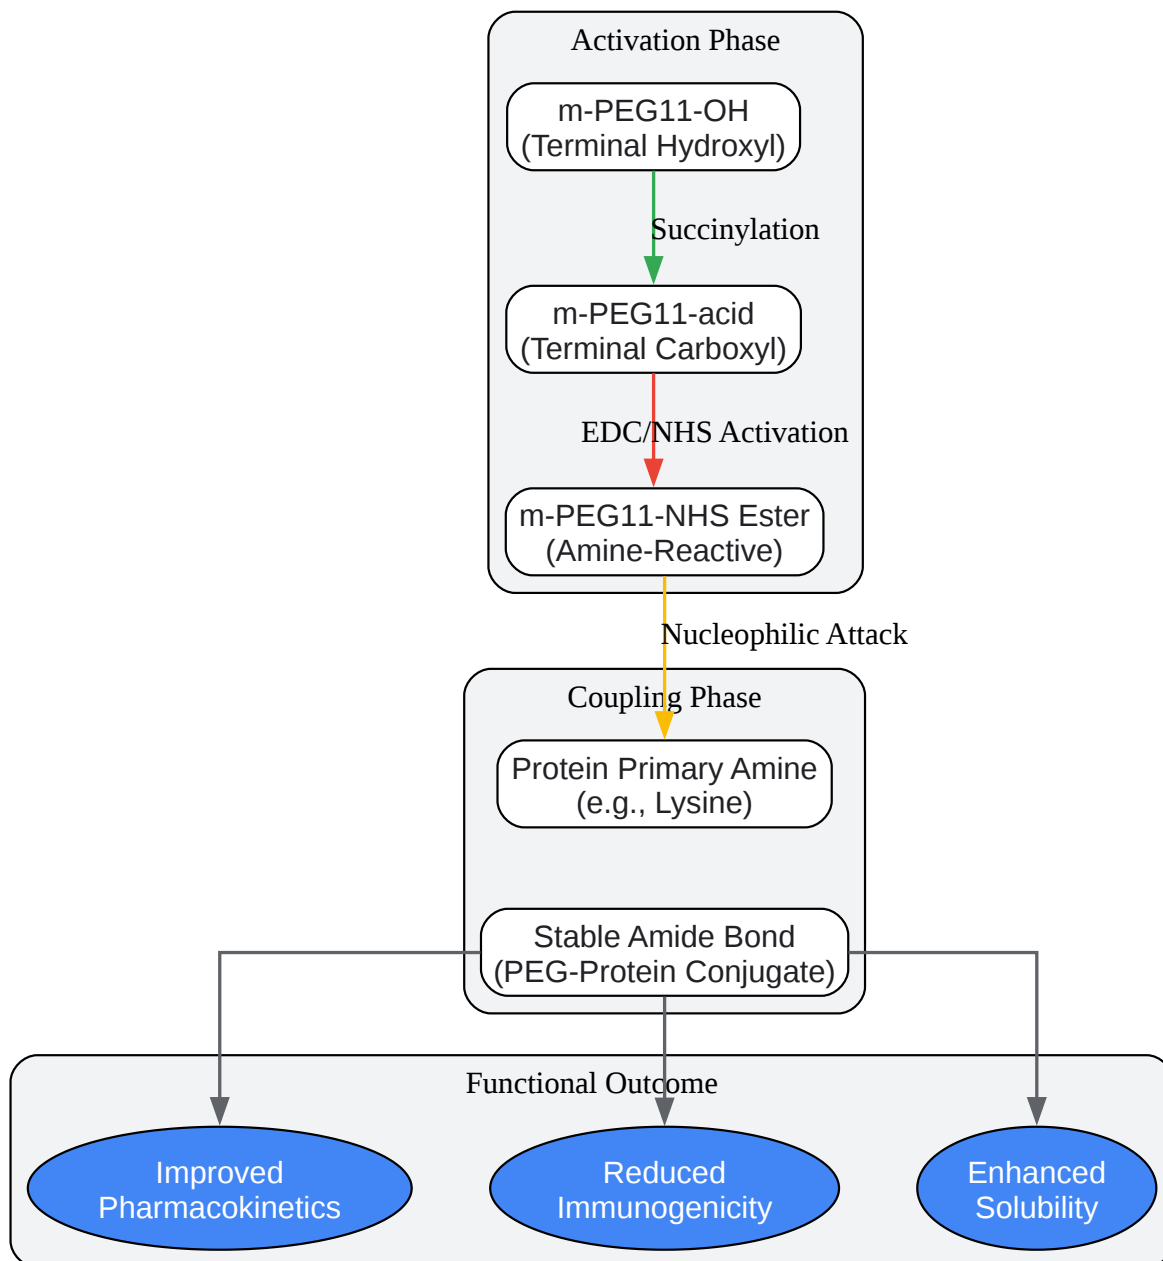 Activation Phase
m-PEG11-OH
(Terminal Hydroxyl)
Succinylation
m-PEG11-acid
(Terminal Carboxyl)
EDC/NHS Activation
m-PEG11-NHS Ester
(Amine-Reactive)
Nucleophilic Attack
Coupling Phase
Protein Primary Amine
(e.g., Lysine)
Stable Amide Bond
(PEG-Protein Conjugate)
Functional Outcome
Improved
Pharmacokinetics
Reduced
Immunogenicity
Enhanced
Solubility